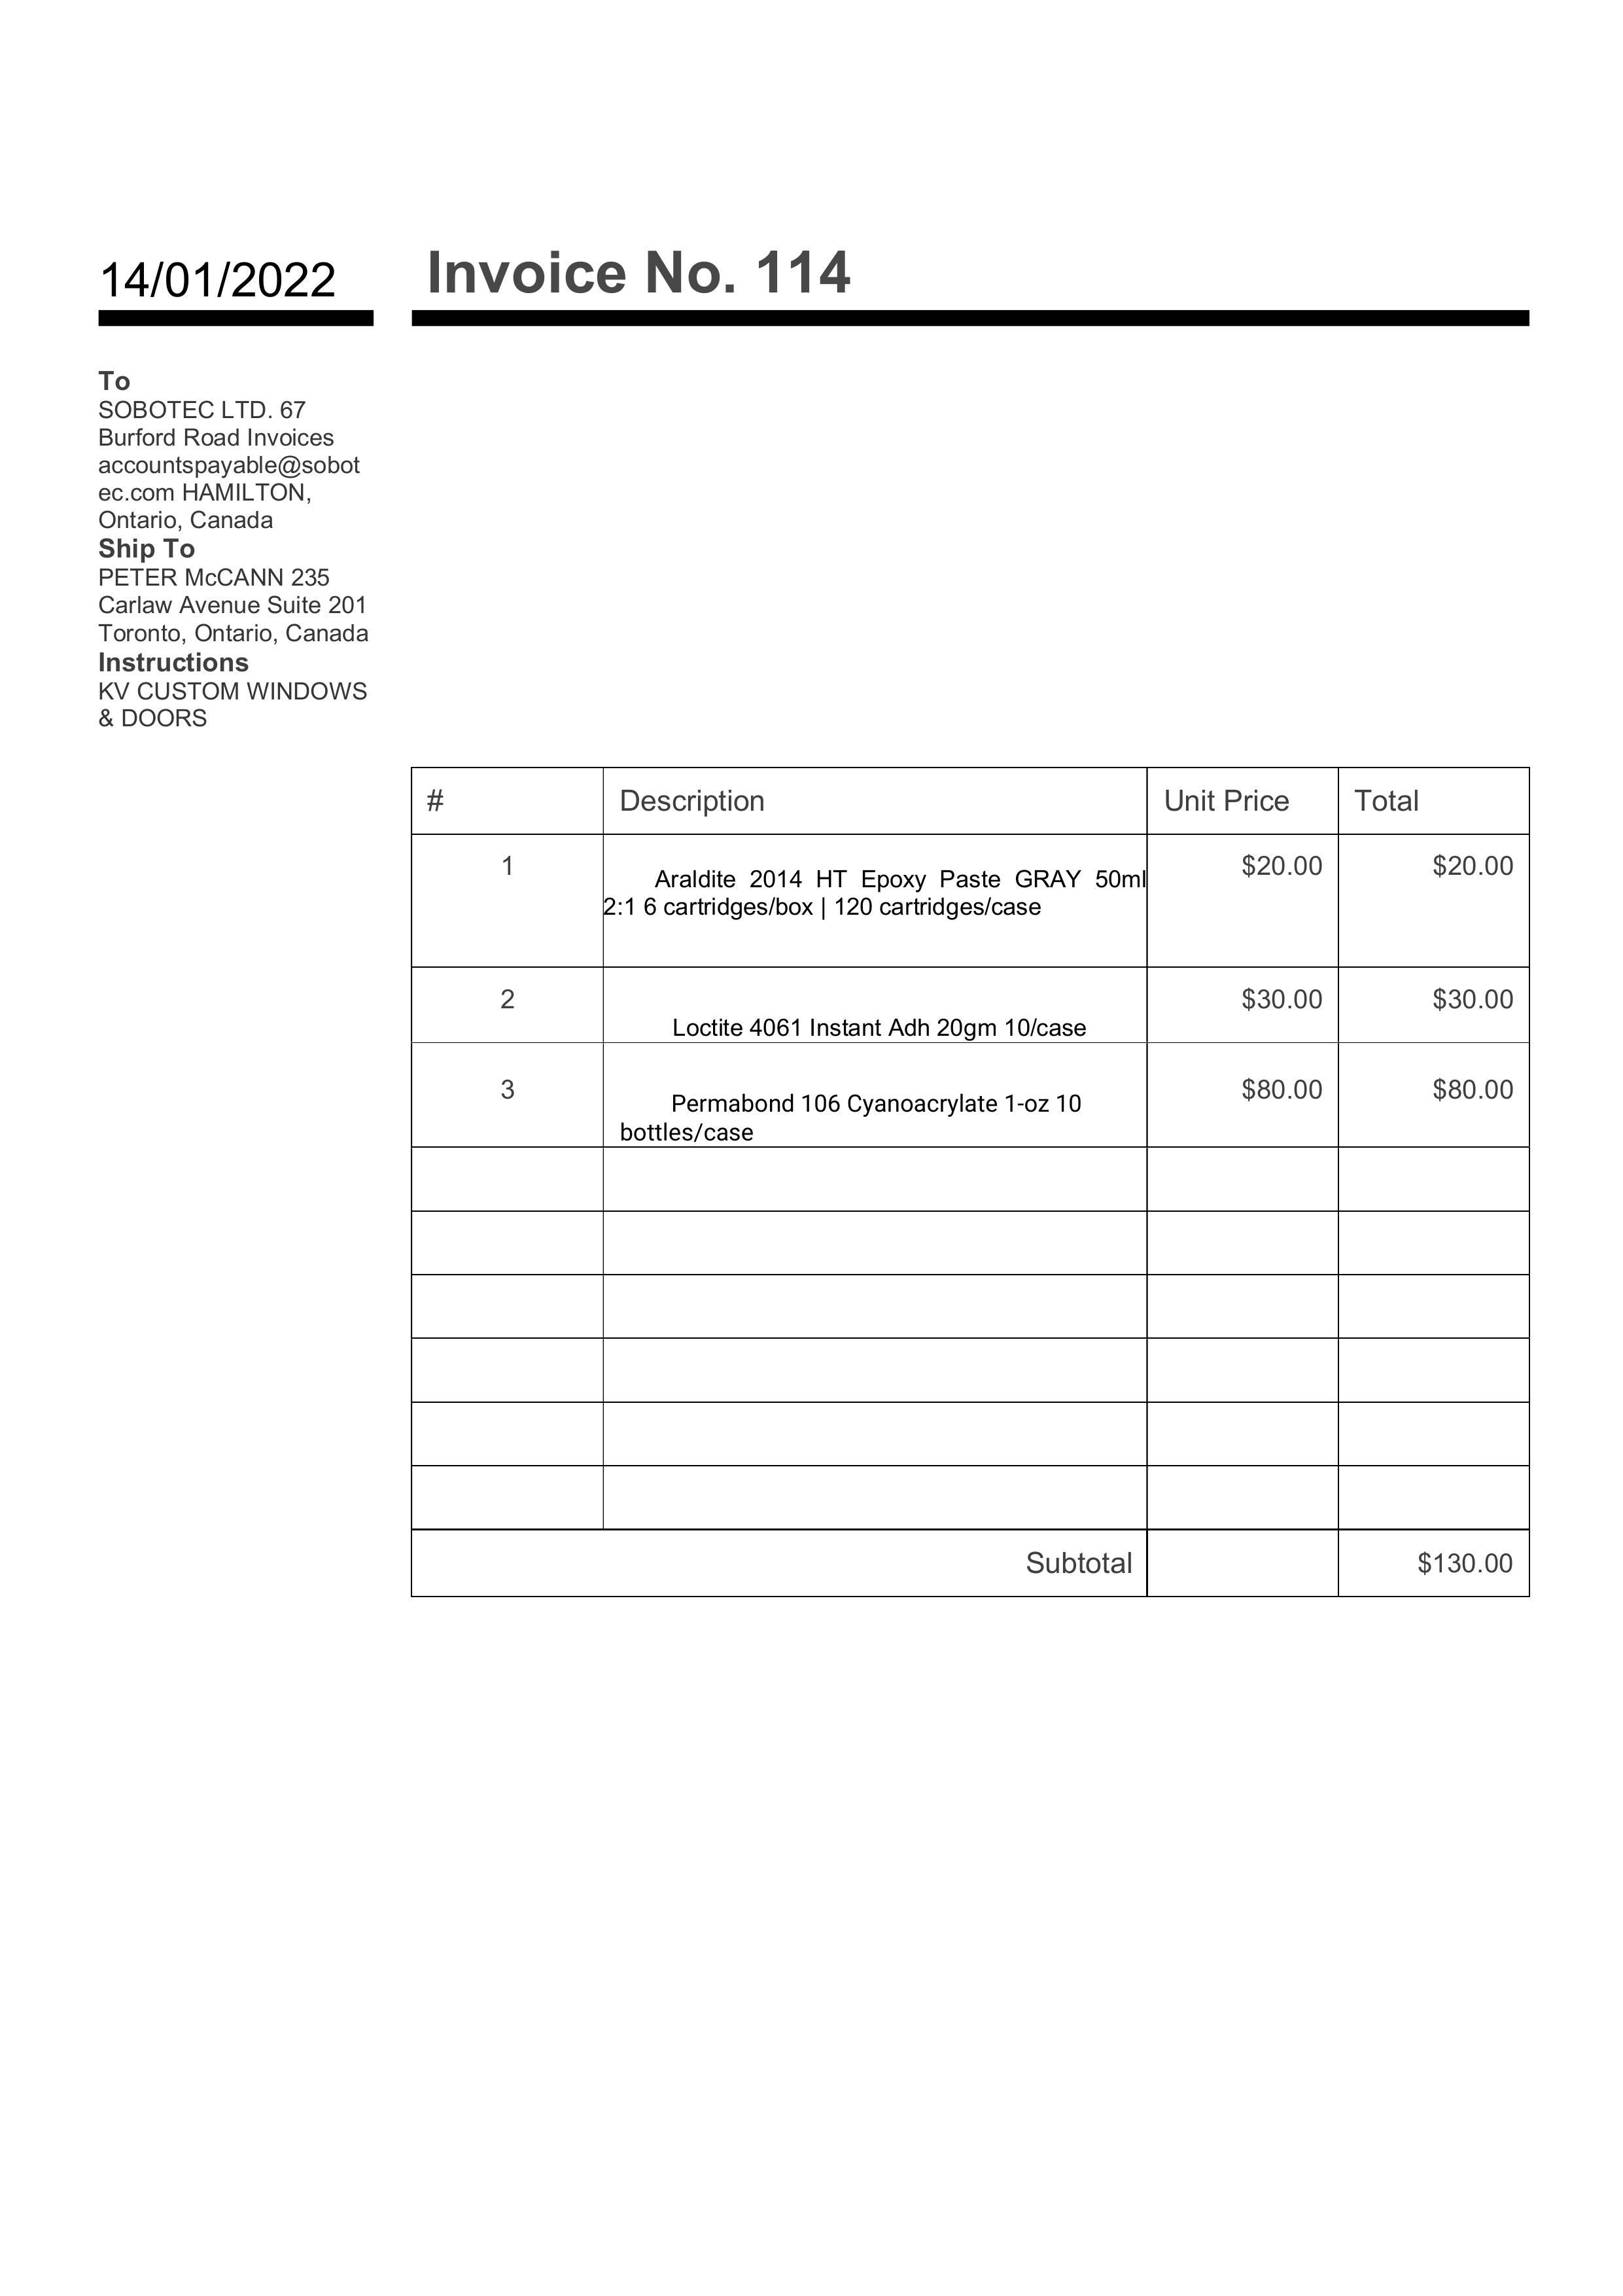 14/01/2022
Invoice No. 114
To
SOBOTEC LTD. 67
Burford Road Invoices
accountspayable@sobot
ec.com HAMILTON,
Ontario, Canada
Ship To
PETER McCANN 235
Carlaw Avenue Suite 201
Toronto, Ontario, Canada
Instructions
KV CUSTOM WINDOWS
& DOORS
# Description Unit Price Total
1 Araldite 2014 HT Epoxy Paste GRAY 50ml $20.00 $20.00
2:1 6 cartridges/box | 120 cartridges/case
2 Loctite 4061 Instant Adh 20gm 10/case $30.00 $30.00
3 Permabond 106 Cyanoacrylate 1-oz 10 $80.00 $80.00
bottles/case
Subtotal $130.00